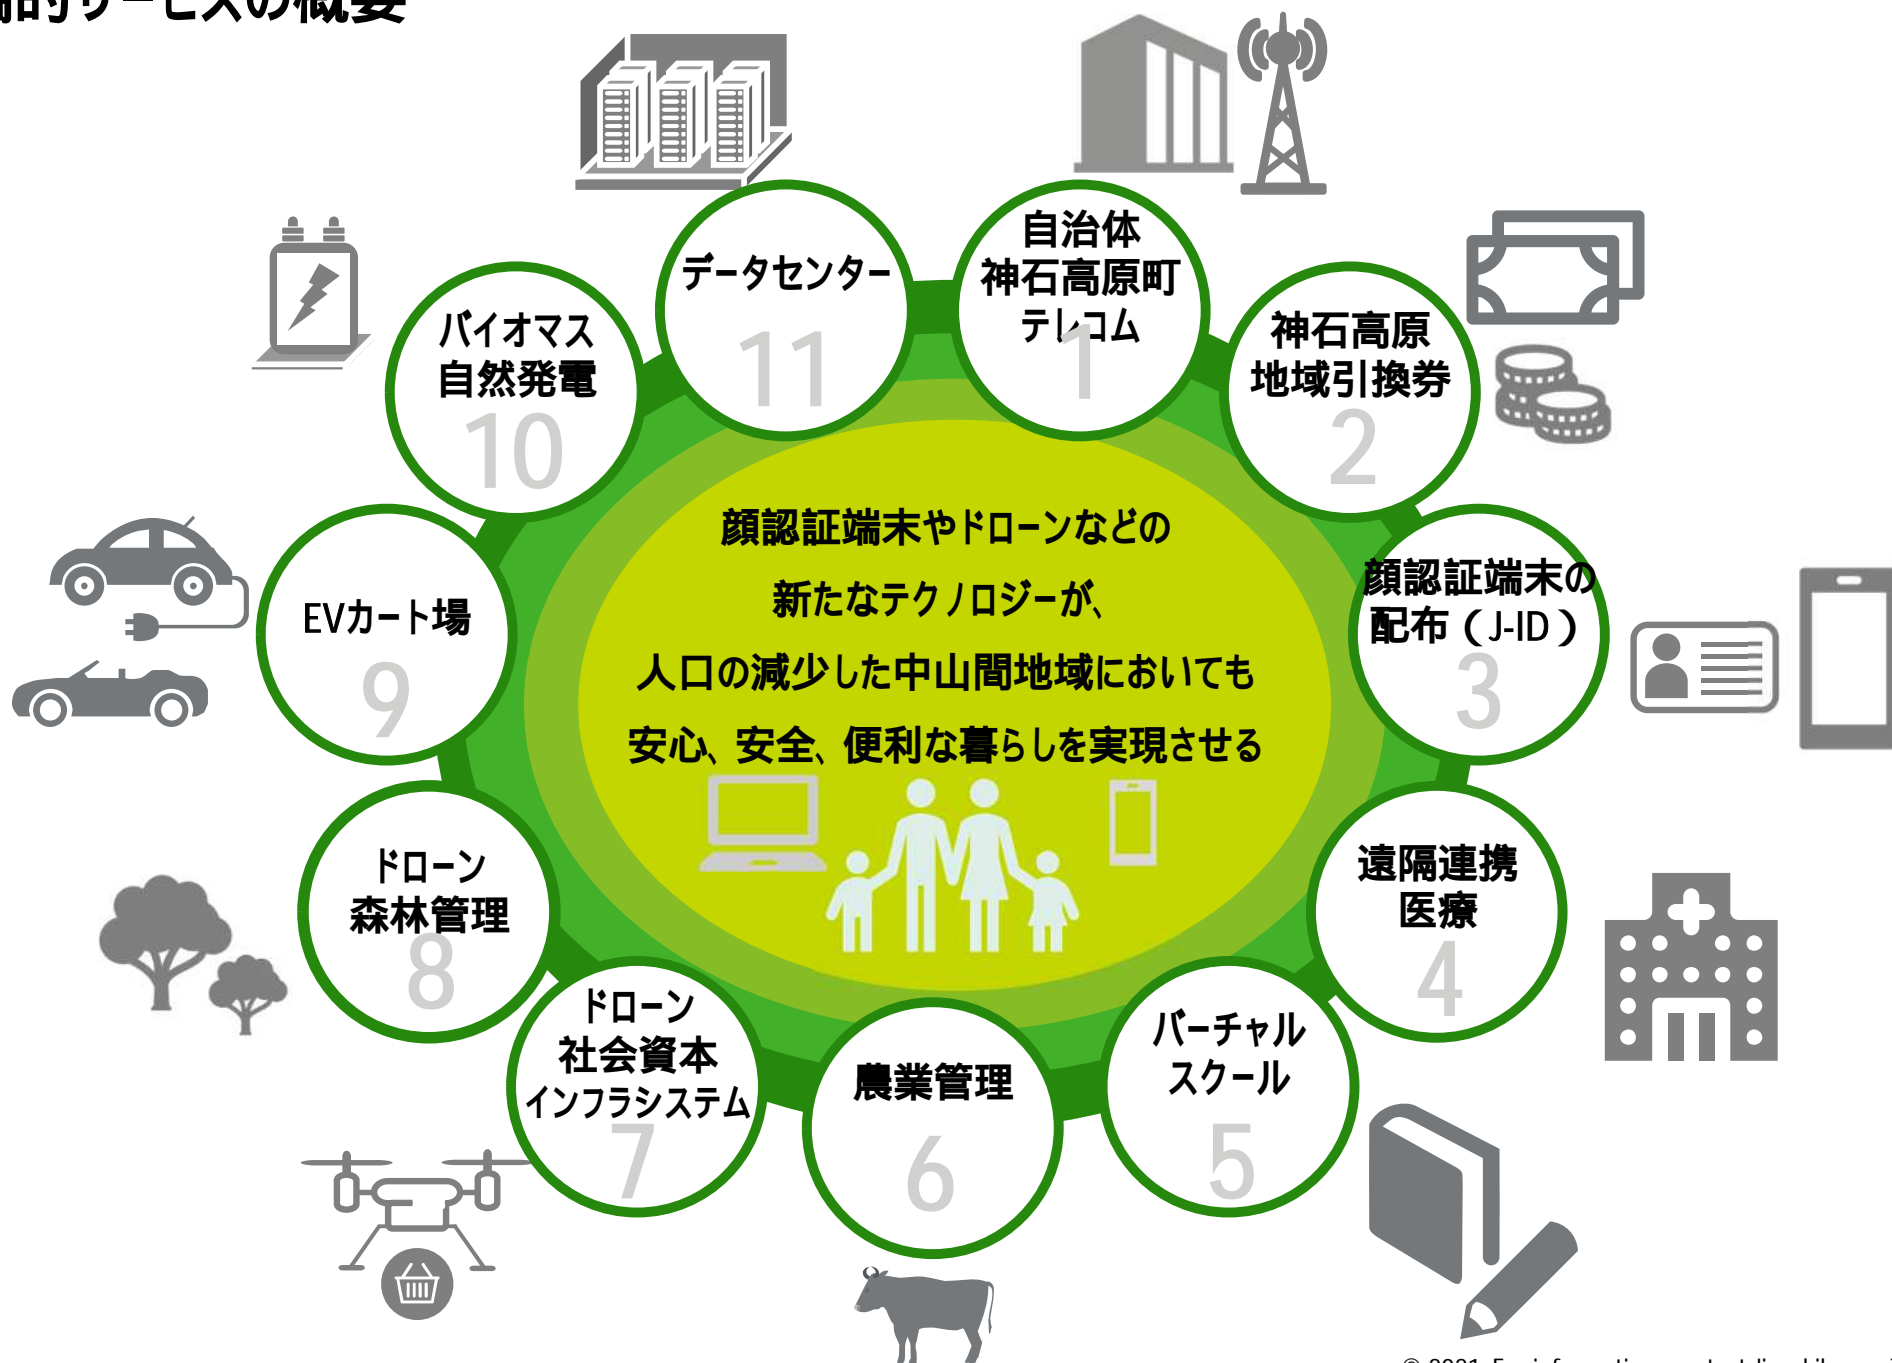 的サービスの概要
自治体
神石高原町
テレコム
1
神石高原
地域引換券
2
顔認証端末の
配布（J-ID）
3
遠隔連携
医療
4
バーチャル
スクール
5
農業管理
6
ドローン
社会資本
インフラシステム
7
ドローン
森林管理
8
EVカート場
9
バイオマス
自然発電
10
データセンター
11
顔認証端末やドローンなどの
新たなテクノロジーが、
人口の減少した中山間地域においても
安心、安全、便利な暮らしを実現させる